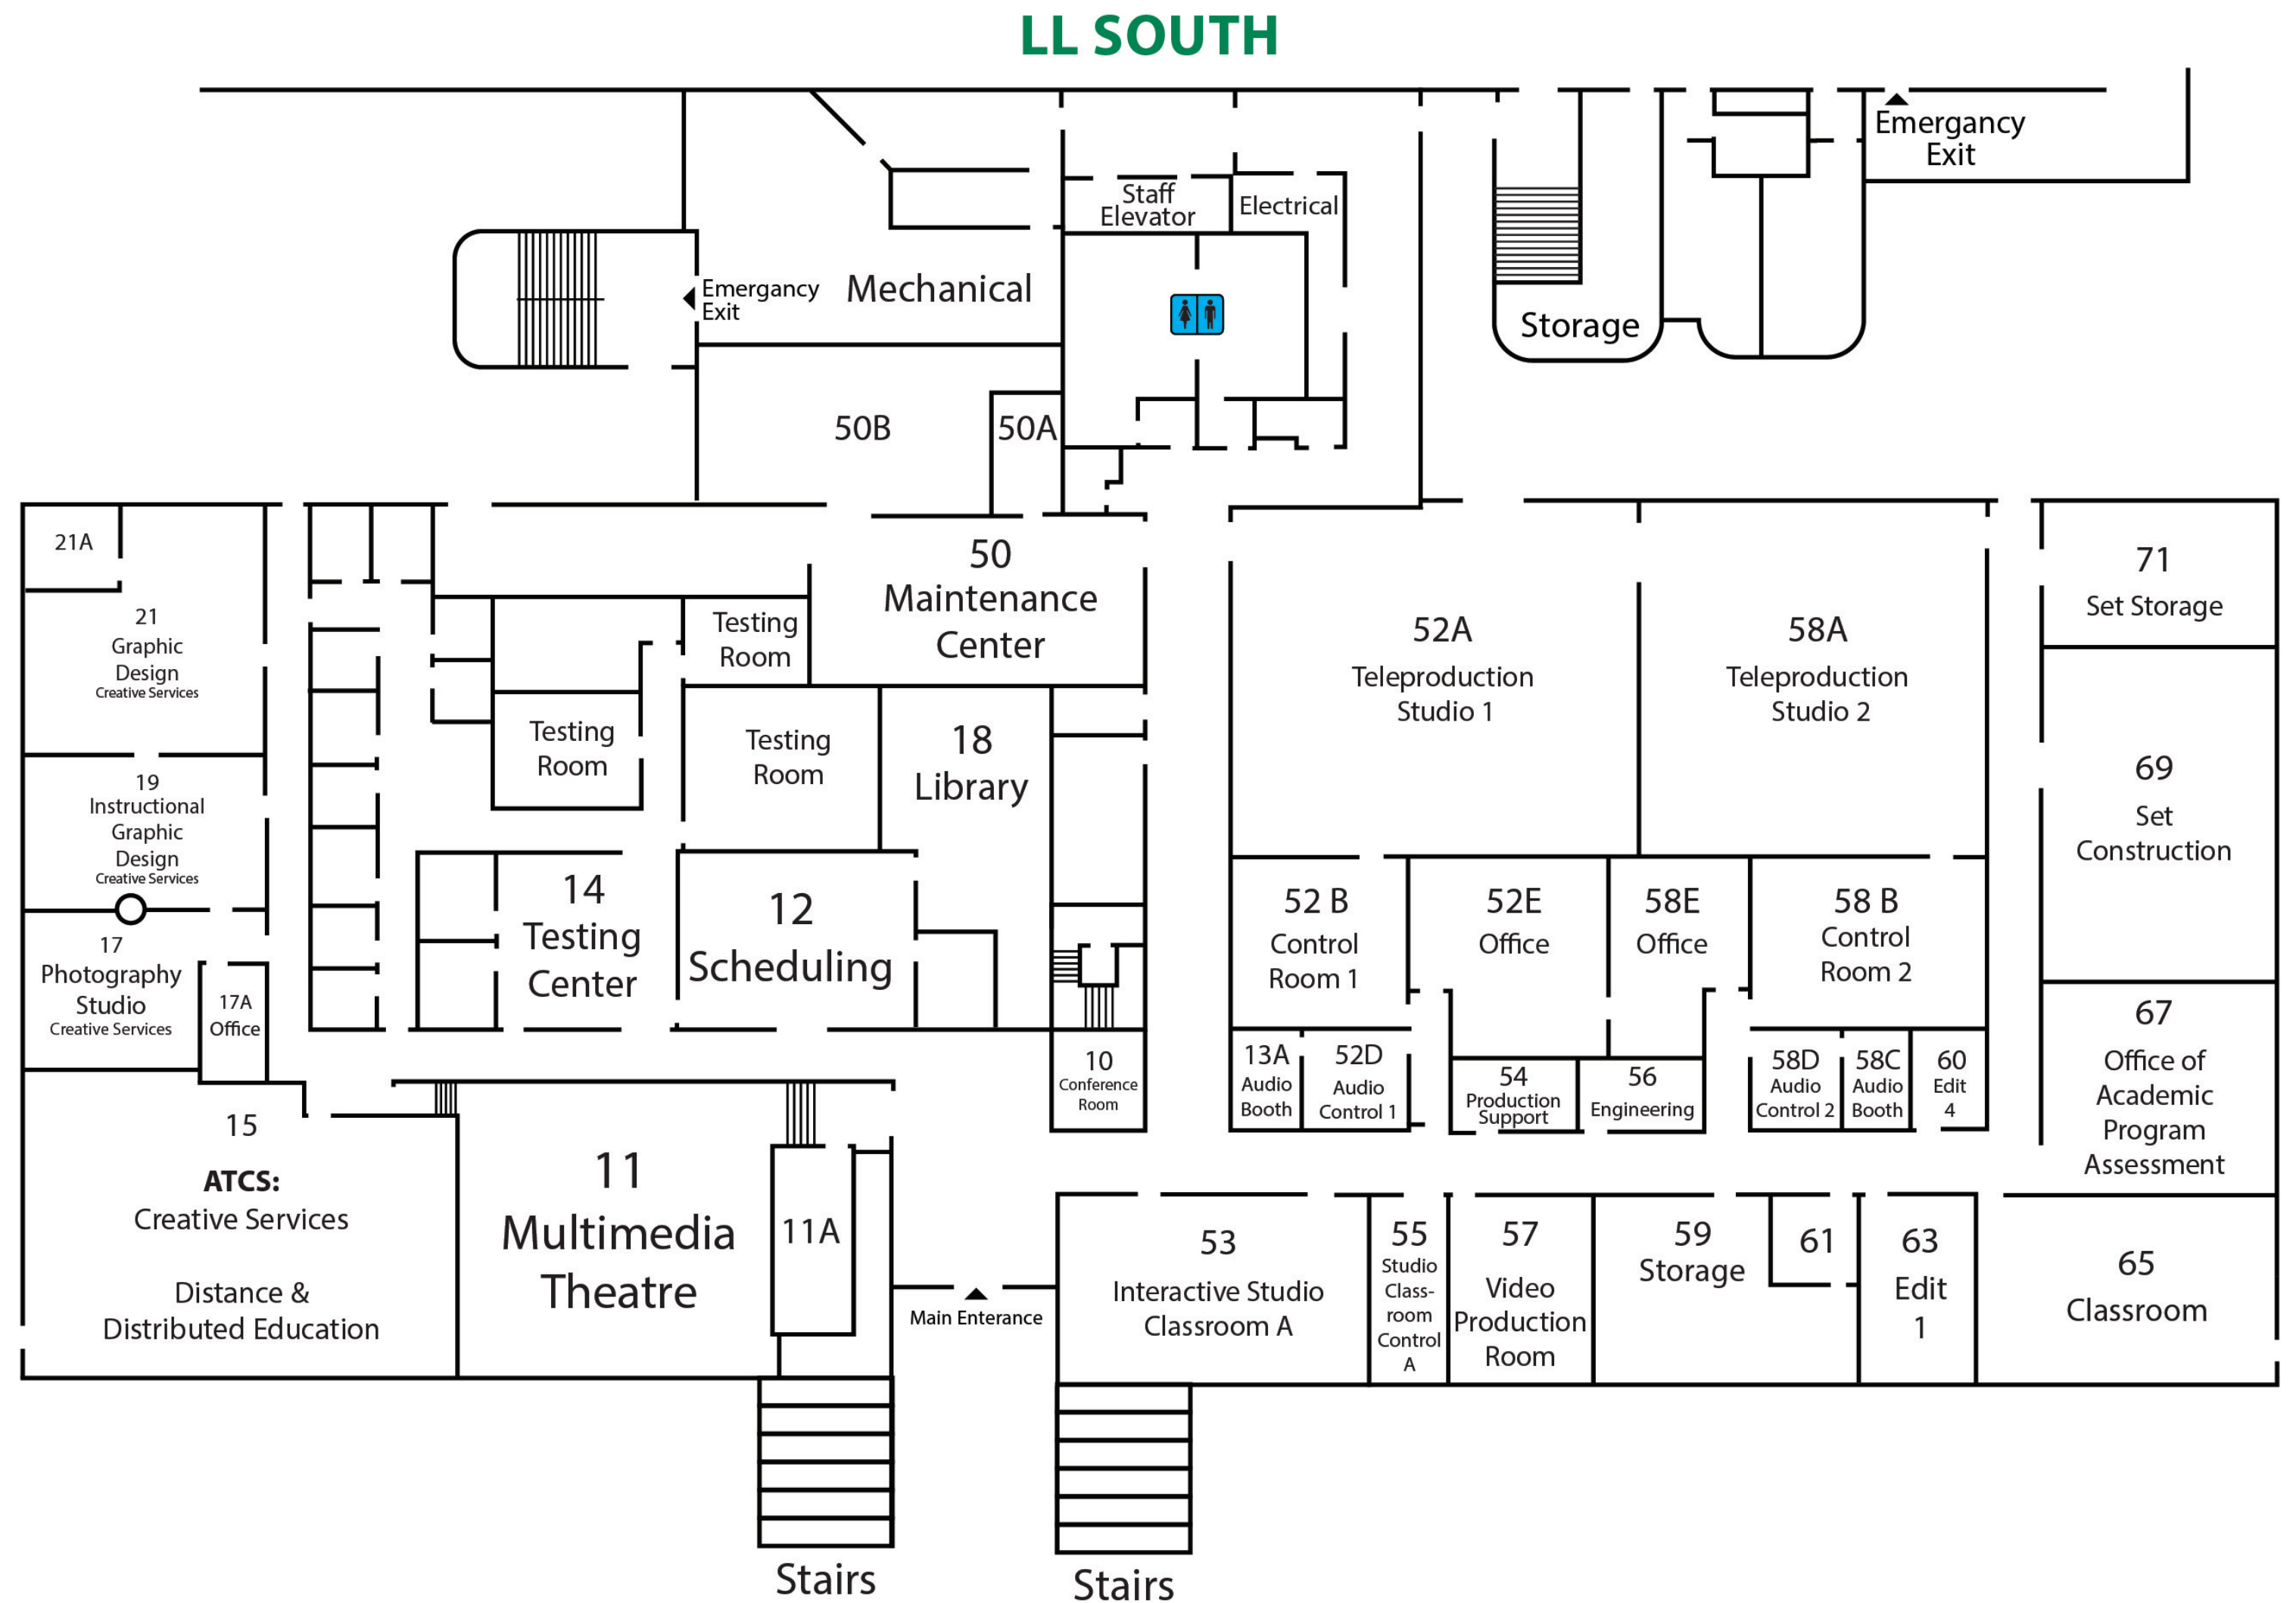 LL SOUTH
Emergancy
Exit
Staff
Elevator
Electrical
Emergancy
Exit
Mechanical
Storage
50B
50A
21A
21
Graphic
Design
Creative Services
50
Maintenance
Center
Testing
Room
Testing
Room
Testing
Room
18
Library
52A
Teleproduction
Studio 1
58A
Teleproduction
Studio 2
71
Set Storage
69
Set
Construction
19
Instructional
Graphic
Design
Creative Services
17
Photography
Studio
Creative Services
17A
Office
14
Testing
Center
12
Scheduling
52 B
Control
Room 1
52E
Office
58E
Office
58 B
Control
Room 2
67
Office of
Academic
Program
Assessment
10
Conference
Room
13A
Audio
Booth
52D
Audio
Control 1
54
Production
Support
56
Engineering
58D
Audio
Control 2
58C
Audio
Booth
60
Edit
4
15
ATCS:
Creative Services
Distance &
Distributed Education
11
Multimedia
Theatre
11A
Main Enterance
53
Interactive Studio
Classroom A
55
Studio
Class-
room
Control
A
57
Video
Production
Room
59
Storage
61
63
Edit
1
65
Classroom
Stairs
Stairs